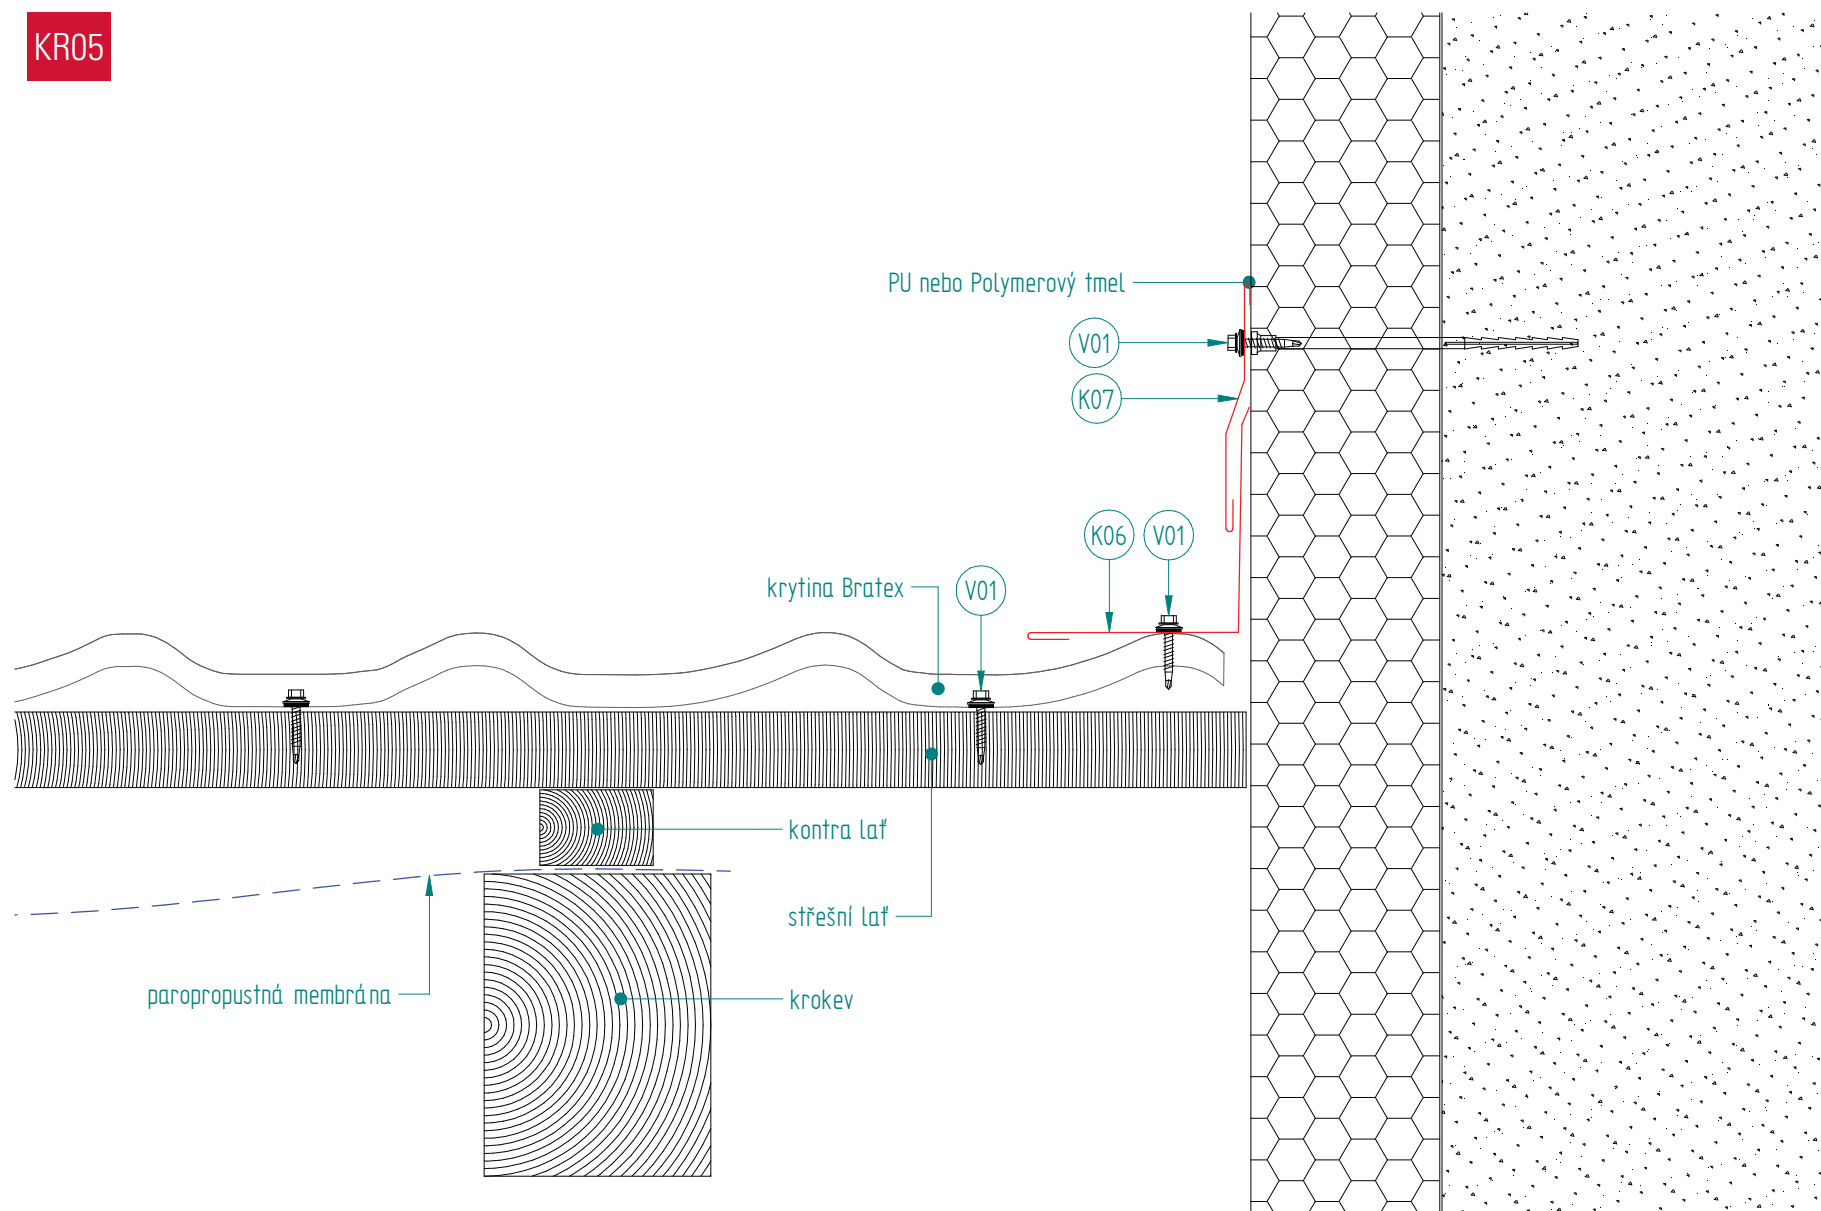 KR05
PU nebo Polymerový tmel
V01
K07
K06 V01
krytina Bratex
V01
kontra lať
střešní lať
paropropustná membrána
krokev